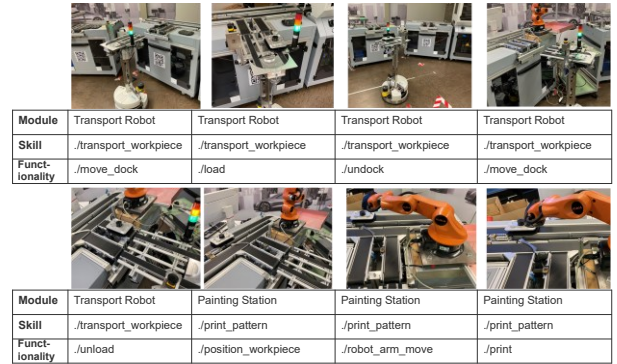 Module Transport Robot Transport Robot Transport Robot Transport Robot
Skill ./transport_workpiece ./transport_workpiece ./transport_workpiece ./transport_workpiece
Funct-
ionality ./move_dock ./load ./undock ./move_dock
Module Transport Robot Painting Station Painting Station Painting Station
Skill ./transport_workpiece ./print_pattern ./print_pattern ./print_pattern
Funct-
ionality ./unload ./position_workpiece ./robot_arm_move ./print